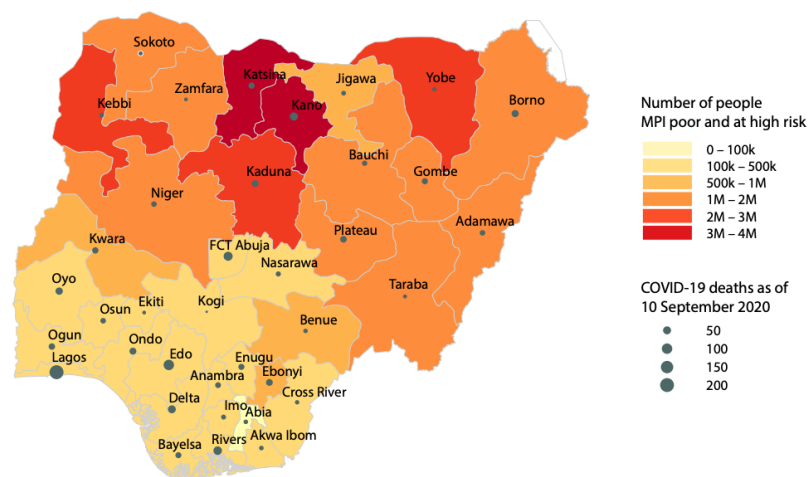 Sokoto
Katsina
Zamfara
Jigawa
Yobe
Kebbi
Kano
Borno
Kaduna
Bauchi
Gombe
Niger
Adamawa
Kwara
FCT Abuja
Plateau
Nasarawa
Oyo
Taraba
Ekiti
Kogi
Osun
Benue
Ogun
Ondo
Lagos
Edo
Enugu
Anambra
Ebonyi
Cross River
Delta
Imo
Abia
Bayelsa
Rivers
Akwa Ibom
Number of people
MPI poor and at high risk
0 – 100k
100k – 500k
500k – 1M
1M – 2M
2M – 3M
3M – 4M
COVID-19 deaths as of
10 September 2020
50
100
150
200